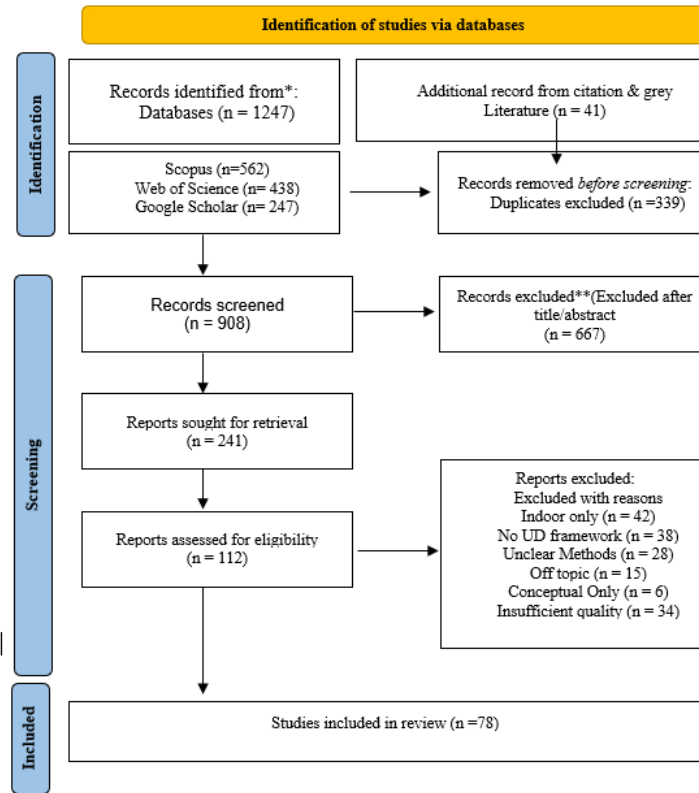 Identification of studies via databases
Identification
Records identified from*:
Databases (n = 1247)
Additional record from citation & grey
Literature (n = 41)
Scopus (n=562)
Web of Science (n= 438)
Google Scholar (n= 247)
Records removed before screening:
Duplicates excluded (n =339)
Screening
Records screened
(n = 908)
Records excluded**(Excluded after
title/abstract
(n = 667)
Reports sought for retrieval
(n = 241)
Reports assessed for eligibility
(n = 112)
Reports excluded:
Excluded with reasons
Indoor only (n = 42)
No UD framework (n = 38)
Unclear Methods (n = 28)
Off topic (n = 15)
Conceptual Only (n = 6)
Insufficient quality (n = 34)
Included
Studies included in review (n =78)